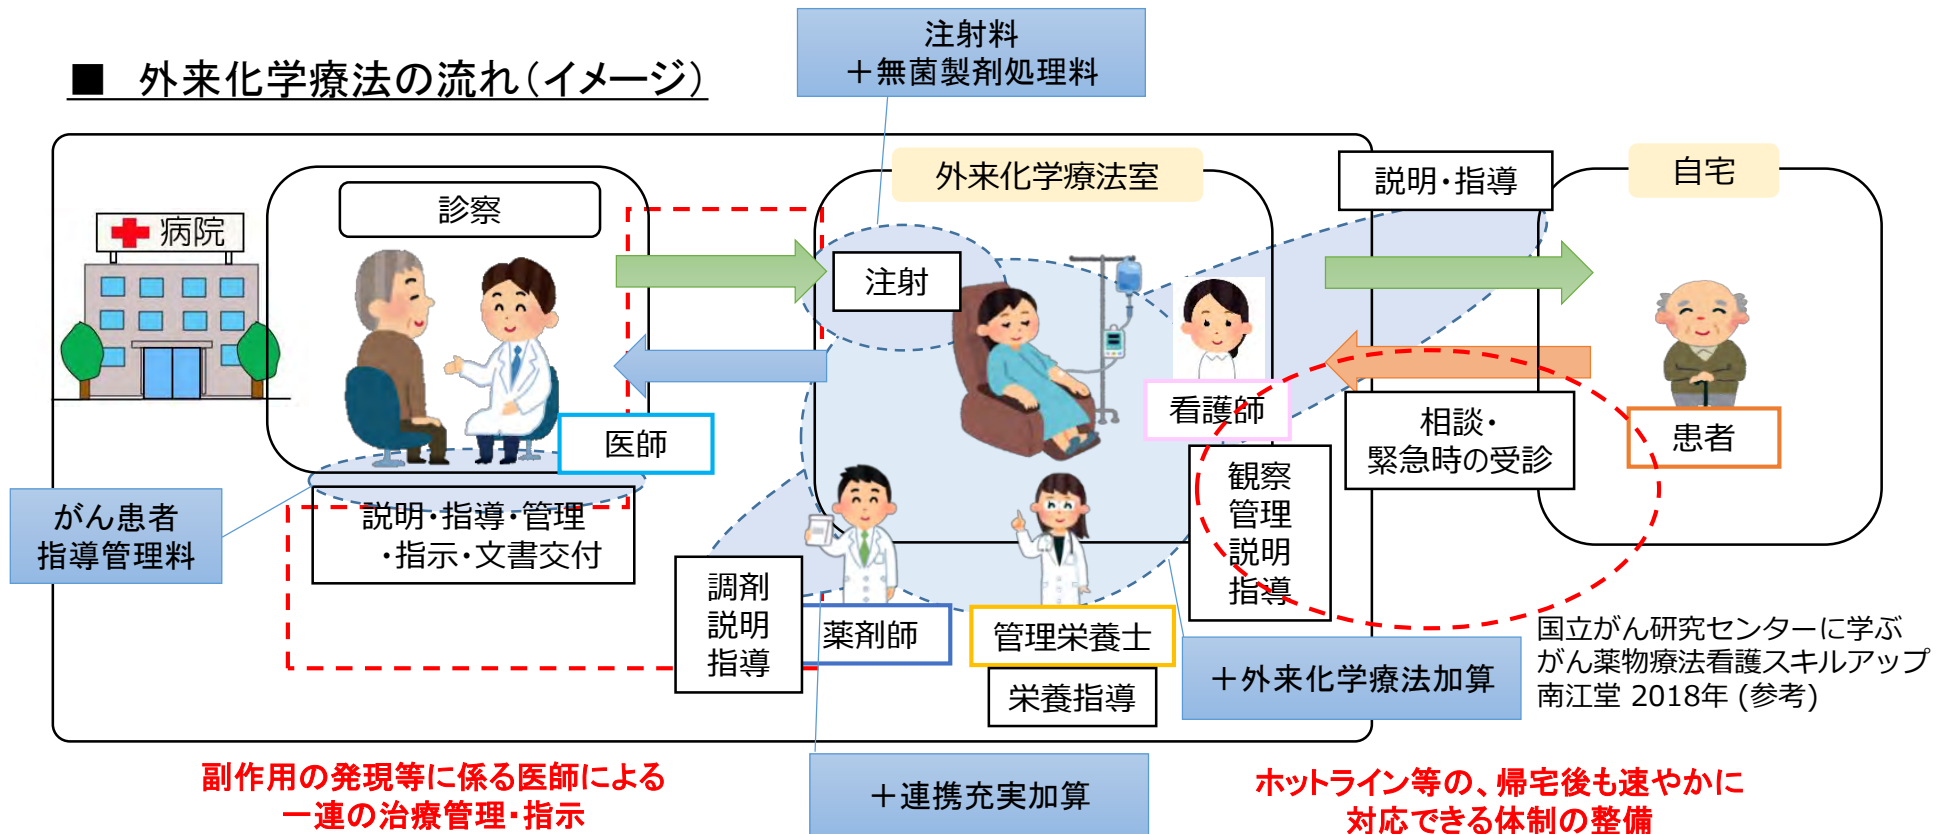 ■ 外来化学療法の流れ(イメージ)
注射料
＋無菌製剤処理料
病院
診察
医師
説明・指導・管理
・指示・文書交付
がん患者
指導管理料
外来化学療法室
注射
看護師
観察
管理
説明
指導
調剤
説明
指導
薬剤師
管理栄養士
栄養指導
説明・指導
自宅
相談・
緊急時の受診
患者
＋外来化学療法加算
＋連携充実加算
国立がん研究センターに学ぶ
がん薬物療法看護スキルアップ
南江堂 2018年 (参考)
副作用の発現等に係る医師による
一連の治療管理・指示
ホットライン等の、帰宅後も速やかに
対応できる体制の整備